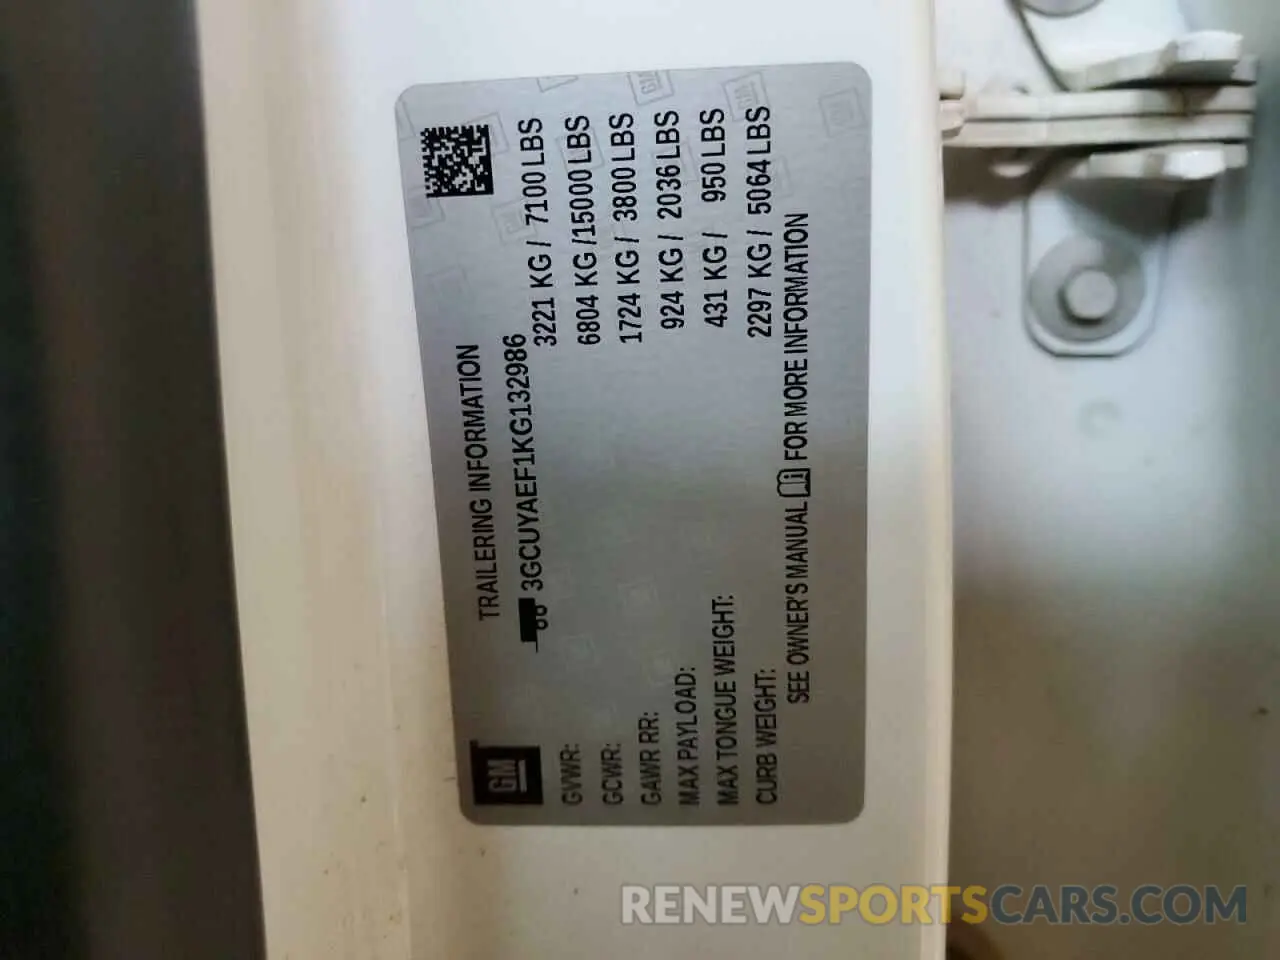 GM
TRAILERING INFORMATION
3GCUYAEF1KG132986
GVWR: 3221 KG / 7100 LBS
GCWR: 6804 KG /15000 LBS
GAWR RR: 1724 KG / 3800 LBS
MAX PAYLOAD: 924 KG / 2036 LBS
MAX TONGUE WEIGHT: 431 KG / 950 LBS
CURB WEIGHT: 2297 KG / 5064 LBS
SEE OWNER'S MANUAL FOR MORE INFORMATION
RENEWSPORTSCARS.COM